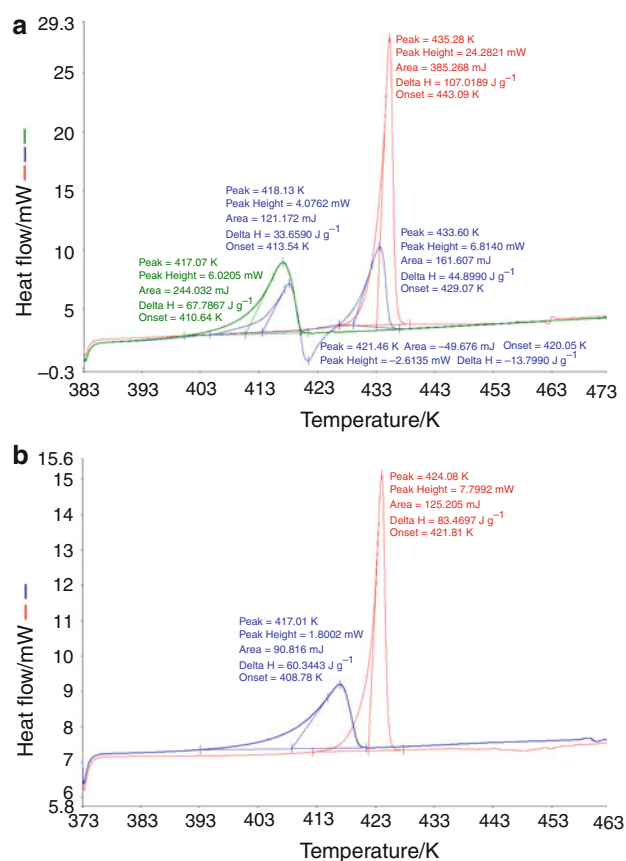 a
29.3
25
20
15
10
5
−0.3
Heat flow/mW
Peak = 435.28 K
Peak Height = 24.2821 mW
Area = 385.268 mJ
Delta H = 107.0189 J g−1
Onset = 443.09 K
Peak = 418.13 K
Peak Height = 4.0762 mW
Area = 121.172 mJ
Delta H = 33.6590 J g−1
Onset = 413.54 K
Peak = 433.60 K
Peak Height = 6.8140 mW
Area = 161.607 mJ
Delta H = 44.8990 J g−1
Onset = 429.07 K
Peak = 417.07 K
Peak Height = 6.0205 mW
Area = 244.032 mJ
Delta H = 67.7867 J g−1
Onset = 410.64 K
Peak = 421.46 K Area = −49.676 mJ Onset = 420.05 K
Peak Height = −2.6135 mW Delta H = −13.7990 J g−1
383 393 403 413 423 433 443 453 463 473
Temperature/K
b
15.6
15
14
13
12
11
10
9
8
7
6
5.8
Heat flow/mW
Peak = 424.08 K
Peak Height = 7.7992 mW
Area = 125.205 mJ
Delta H = 83.4697 J g−1
Onset = 421.81 K
Peak = 417.01 K
Peak Height = 1.8002 mW
Area = 90.816 mJ
Delta H = 60.3443 J g−1
Onset = 408.78 K
373 383 393 403 413 423 433 443 453 463
Temperature/K